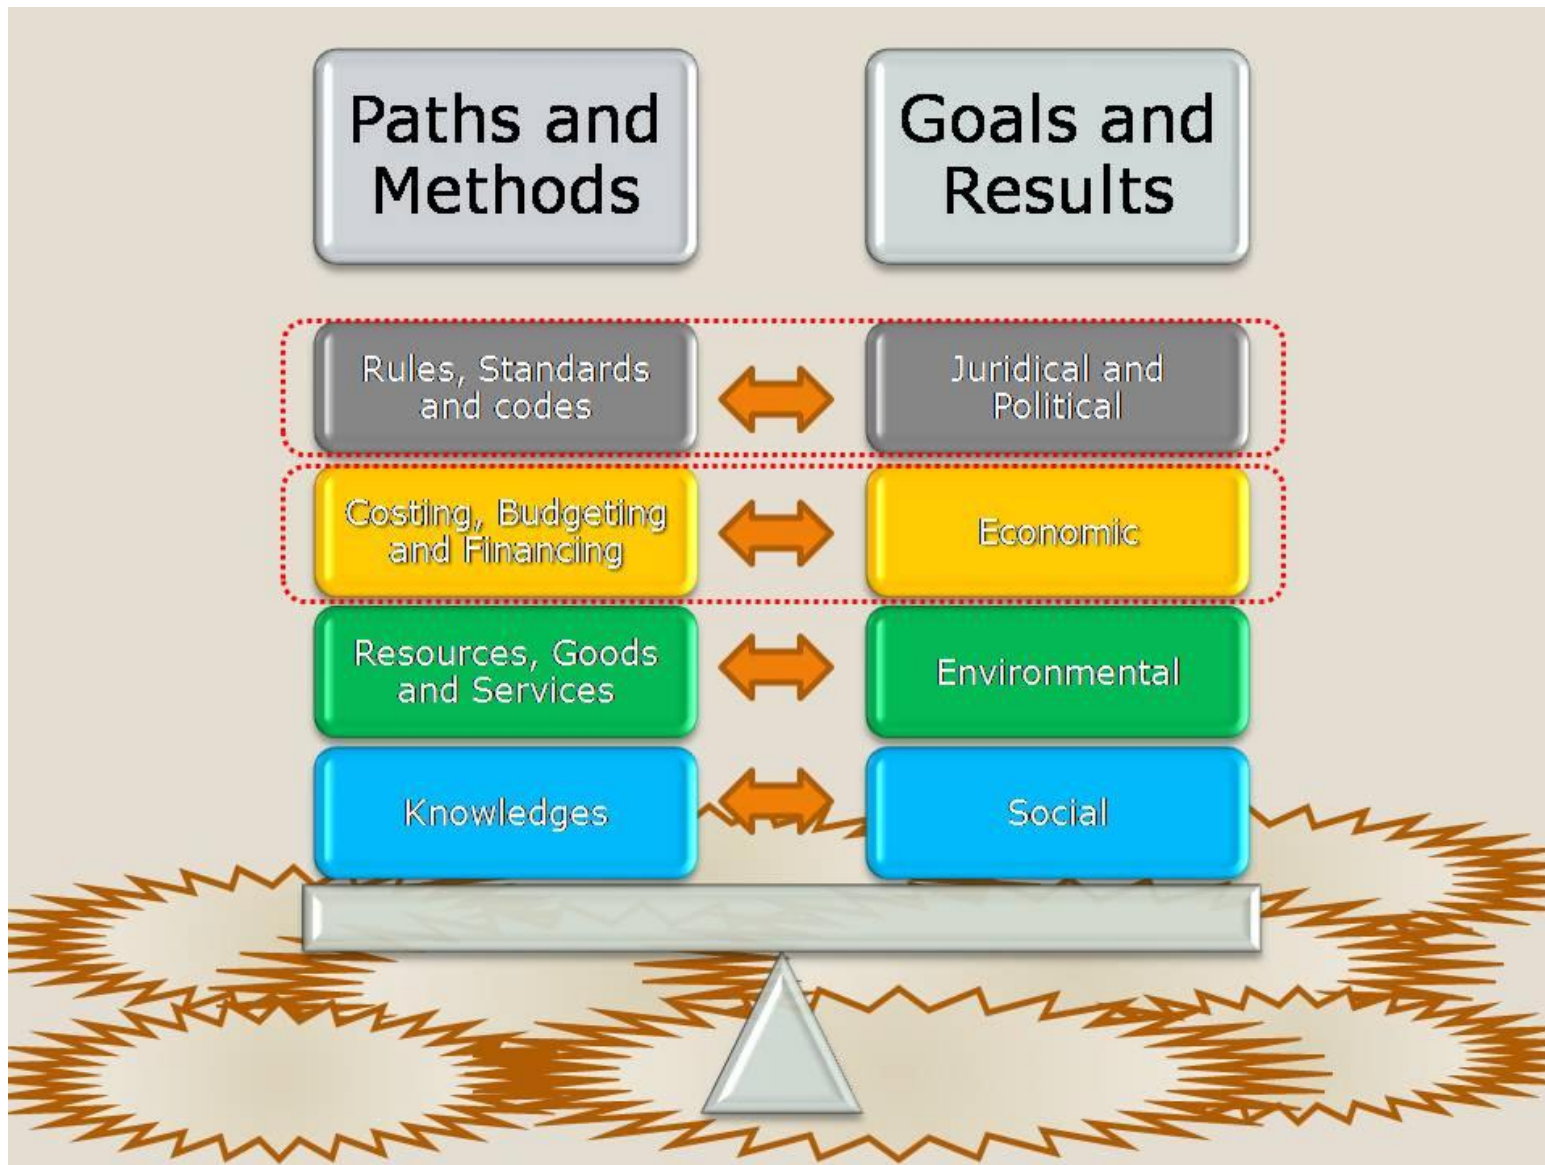 Paths and
Methods
Goals and
Results
Rules, Standards
and codes
Juridical and
Political
Costing, Budgeting
and Financing
Economic
Resources, Goods
and Services
Environmental
Knowledges
Social